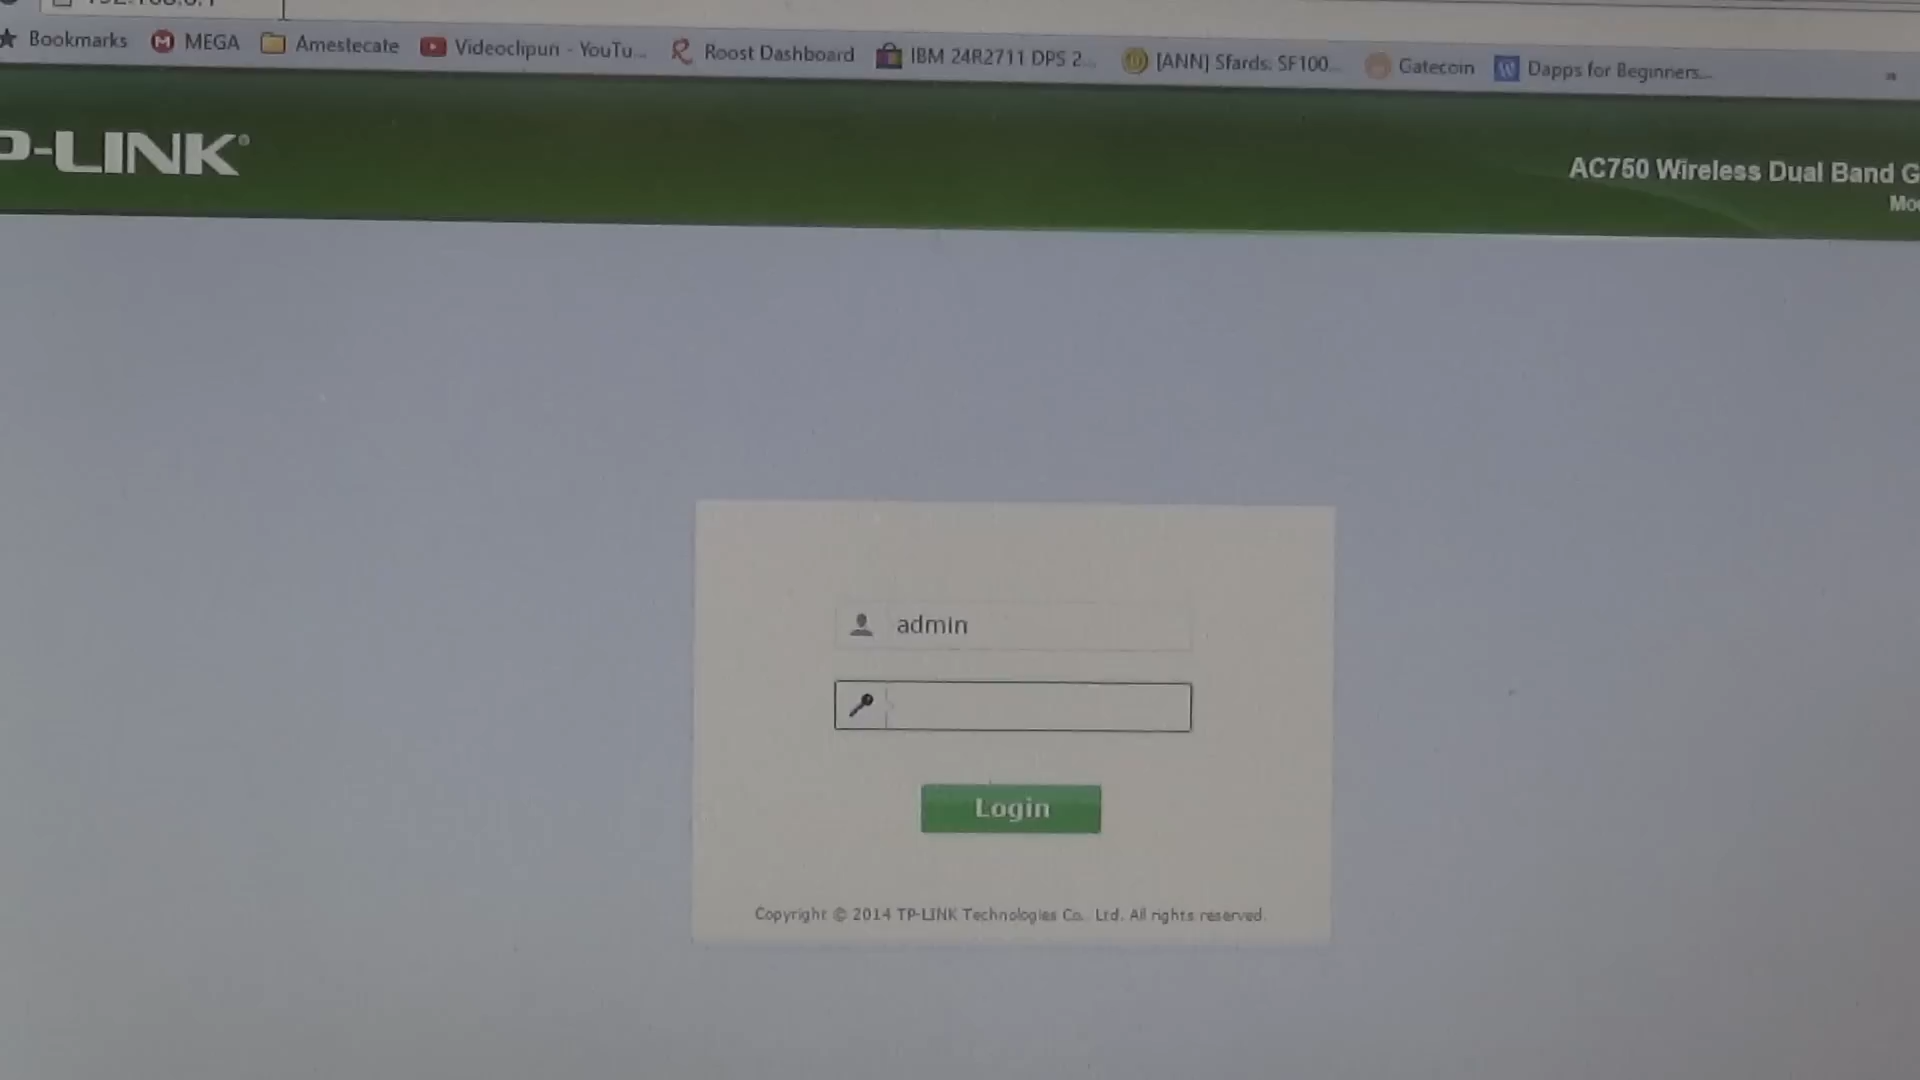 Bookmarks MEGA Amestecate Videoclipuri - YouTu... Roost Dashboard IBM 24R2711 DPS 2... [ANN] Sfards: SF100... Gatecoin Dapps for Beginners...
P-LINK®
AC750 Wireless Dual Band G
Mo
admin
Login
Copyright © 2014 TP-LINK Technologies Co. Ltd. All rights reserved.